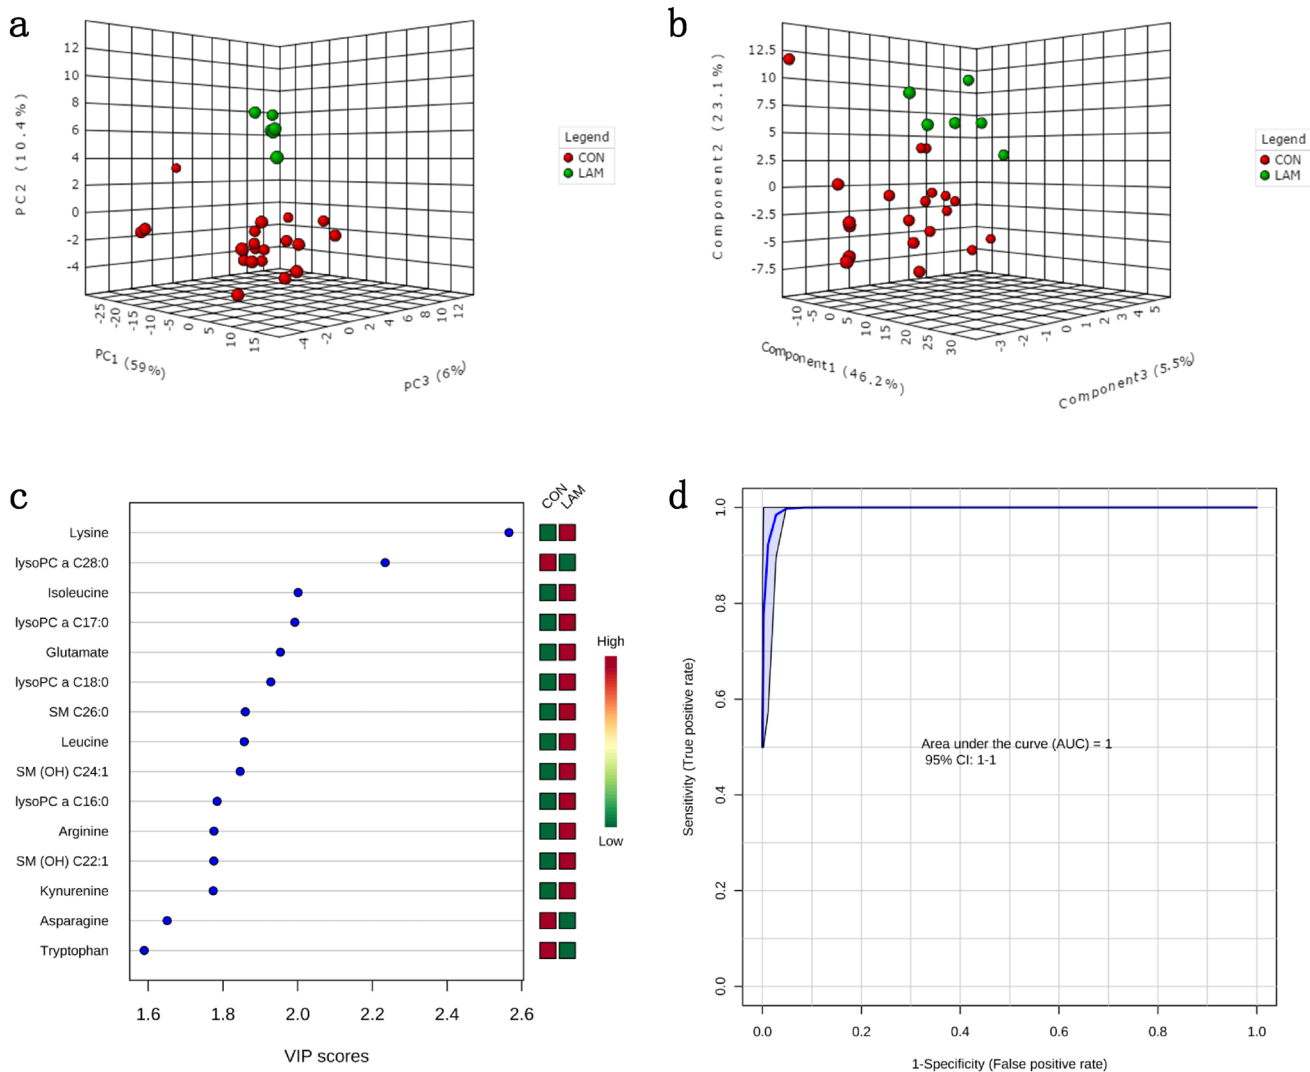 a
12
10
8
6
4
2
0
-2
-4
PC2 (10.4%)
-25 -20 -15 -10 -5 0 5 10 15
PC1 (59%)
-4 -2 0 2 4 6 8 10 12
PC3 (6%)
Legend
CON
LAM
b
12.5
10
7.5
5
2.5
0
-2.5
-5
-7.5
Component2 (23.1%)
-10 -5 0 5 10 15 20 25 30
Component1 (46.2%)
-3 -2 -1 0 1 2 3 4 5
Component3 (5.5%)
Legend
CON
LAM
c
CON LAM
Lysine
lysoPC a C28:0
Isoleucine
lysoPC a C17:0
Glutamate
lysoPC a C18:0
SM C26:0
Leucine
SM (OH) C24:1
lysoPC a C16:0
Arginine
SM (OH) C22:1
Kynurenine
Asparagine
Tryptophan
High
Low
1.6 1.8 2.0 2.2 2.4 2.6
VIP scores
d
1.0
0.8
0.6
0.4
0.2
0.0
Sensitivity (True positive rate)
Area under the curve (AUC) = 1
95% CI: 1-1
0.0 0.2 0.4 0.6 0.8 1.0
1-Specificity (False positive rate)